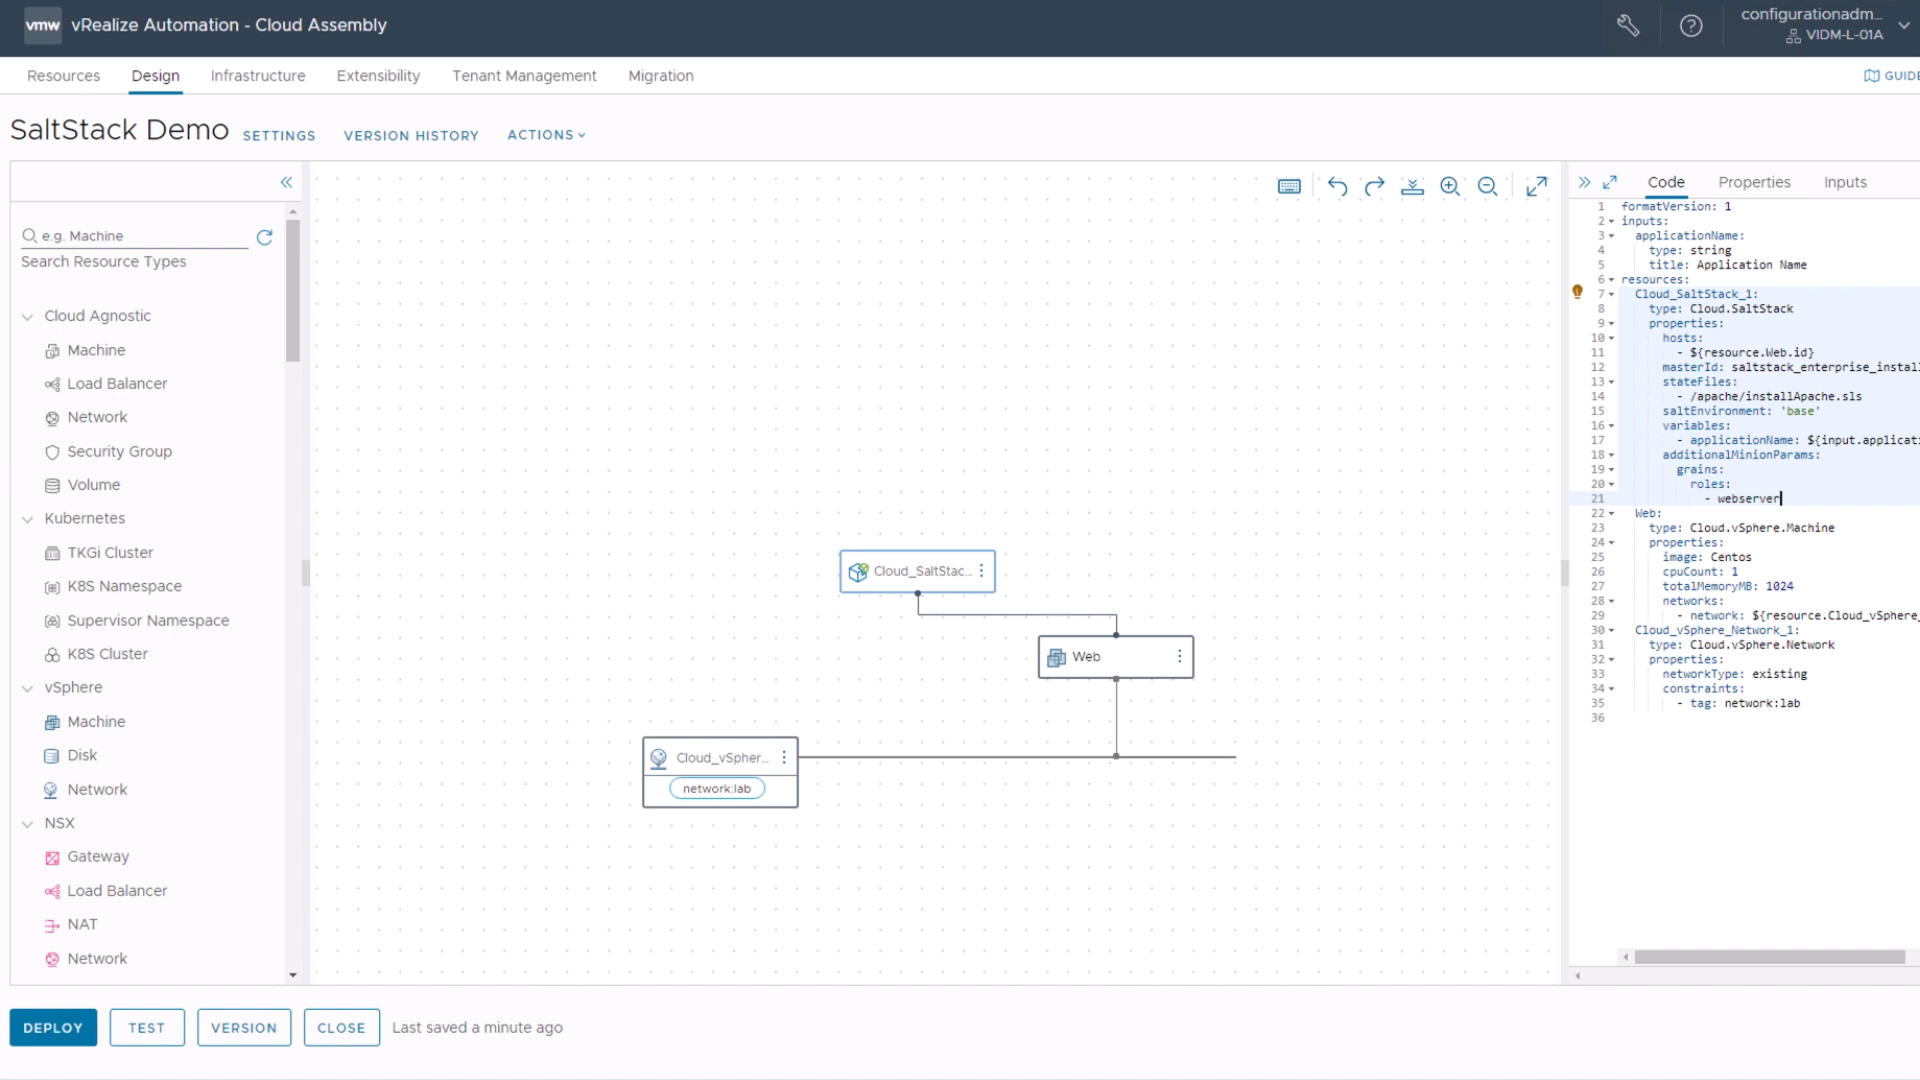 vmw vRealize Automation - Cloud Assembly
configurationadm...
VIDM-L-01A
Resources Design Infrastructure Extensibility Tenant Management Migration
GUIDE
SaltStack Demo SETTINGS VERSION HISTORY ACTIONS
e.g. Machine
Search Resource Types
Cloud Agnostic
Machine
Load Balancer
Network
Security Group
Volume
Kubernetes
TKGi Cluster
K8S Namespace
Supervisor Namespace
K8S Cluster
vSphere
Machine
Disk
Network
NSX
Gateway
Load Balancer
NAT
Network
Cloud_SaltStac...
Web
Cloud_vSpher...
network:lab
Code Properties Inputs
1 formatVersion: 1
2 inputs:
3 applicationName:
4 type: string
5 title: Application Name
6 resources:
7 Cloud_SaltStack_1:
8 type: Cloud.SaltStack
9 properties:
10 hosts:
11 - ${resource.Web.id}
12 masterId: saltstack_enterprise_instal
13 stateFiles:
14 - /apache/installApache.sls
15 saltEnvironment: 'base'
16 variables:
17 - applicationName: ${input.applicati
18 additionalMinionParams:
19 grains:
20 roles:
21 - webserver
22 Web:
23 type: Cloud.vSphere.Machine
24 properties:
25 image: Centos
26 cpuCount: 1
27 totalMemoryMB: 1024
28 networks:
29 - network: ${resource.Cloud_vSphere_
30 Cloud_vSphere_Network_1:
31 type: Cloud.vSphere.Network
32 properties:
33 networkType: existing
34 constraints:
35 - tag: network:lab
36
DEPLOY TEST VERSION CLOSE Last saved a minute ago